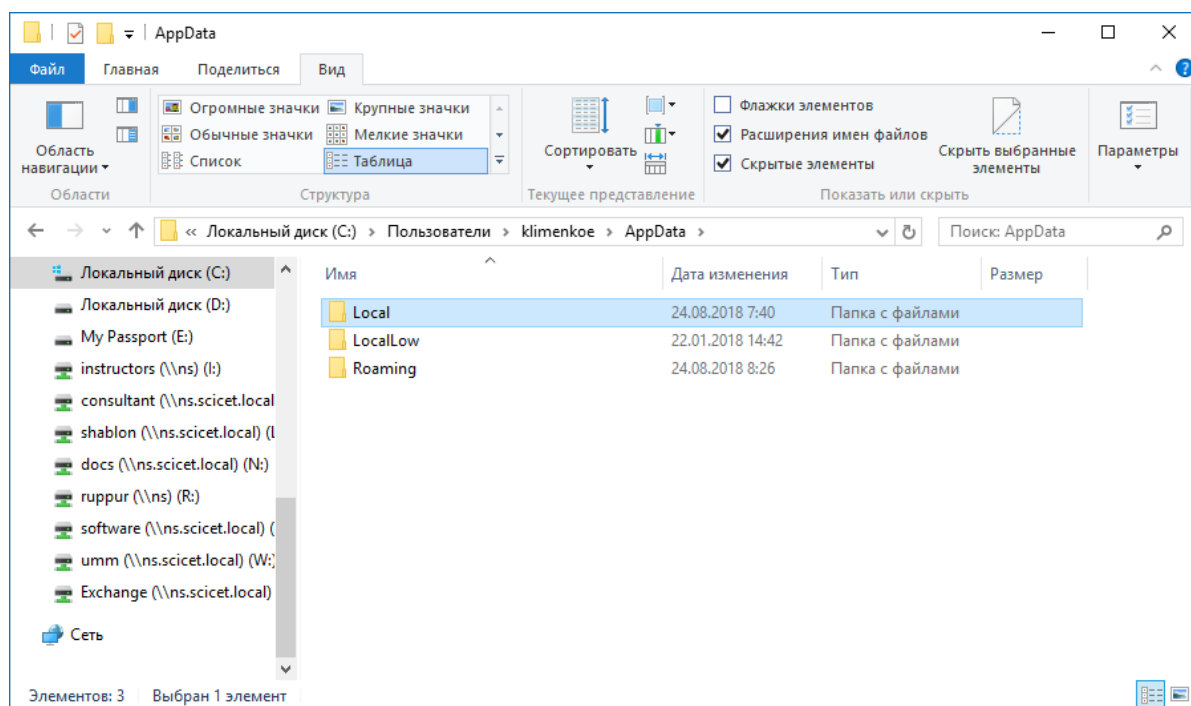 AppData
Файл Главная Поделиться Вид
Область навигации
Огромные значки Крупные значки
Обычные значки Мелкие значки
Список Таблица
Сортировать
Флажки элементов
Расширения имен файлов
Скрытые элементы
Скрыть выбранные элементы
Параметры
Области Структура Текущее представление Показать или скрыть
« Локальный диск (C:) › Пользователи › klimenkoe › AppData › Поиск: AppData
Локальный диск (C:)
Локальный диск (D:)
My Passport (E:)
instructors (\\ns) (I:)
consultant (\\ns.scicet.local
shablon (\\ns.scicet.local) (L
docs (\\ns.scicet.local) (N:)
ruppur (\\ns) (R:)
software (\\ns.scicet.local) (
umm (\\ns.scicet.local) (W:)
Exchange (\\ns.scicet.local)
Сеть
Имя Дата изменения Тип Размер
Local 24.08.2018 7:40 Папка с файлами
LocalLow 22.01.2018 14:42 Папка с файлами
Roaming 24.08.2018 8:26 Папка с файлами
Элементов: 3 Выбран 1 элемент